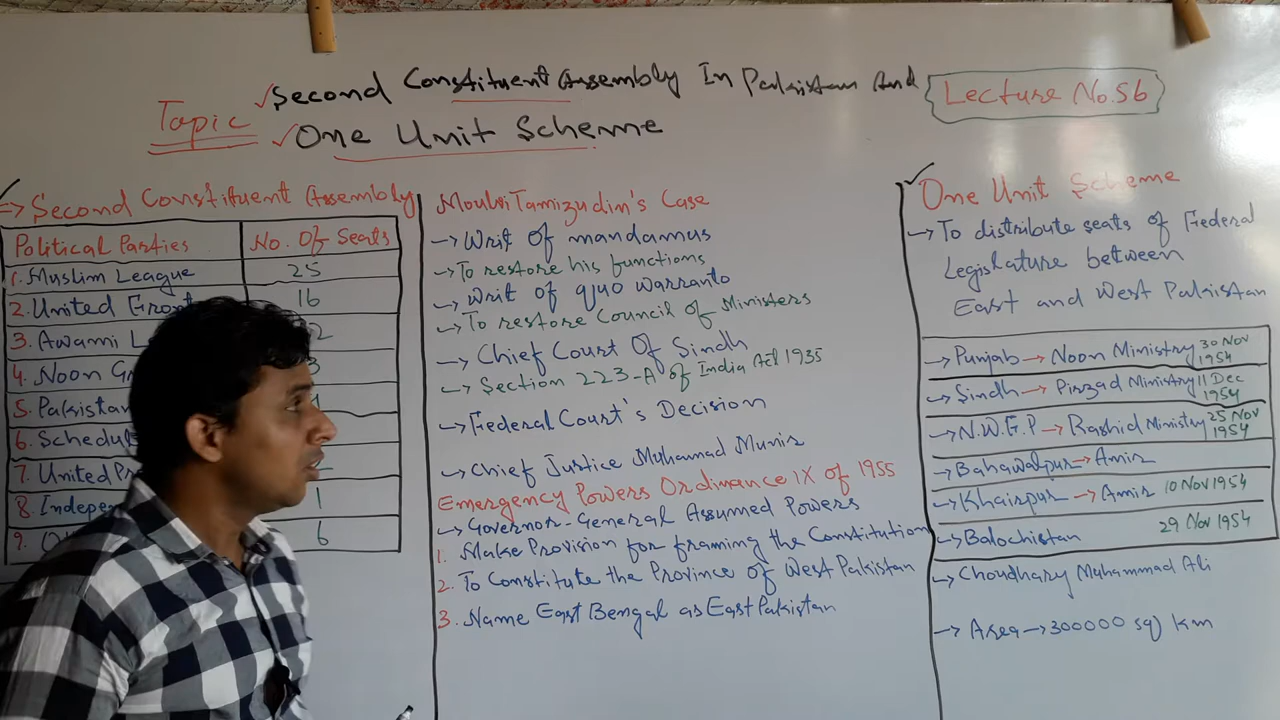 Topic
Second Constituent Assembly In Pakistan And
One Unit Scheme
Lecture No.56
⇒ Second Constituent Assembly
Political Parties No. Of Seats
1. Muslim League 25
2. United Front 16
3. Awami 2
4. Noon 3
5. Pakistan
6.
7. United
8. 1
9. 6
Moulvi Tamizudin's Case
→ Writ of mandamus
→ To restore his functions
→ Writ of quo warranto
→ To restore Council of Ministers
→ Chief Court Of Sindh
→ Section 223-A of India Act 1935
→ Federal Court's Decision
→ Chief Justice Muhammad Munir
Emergency Powers Ordinance IX of 1955
→ Governor-General Assumed Powers
1. Make Provision for framing the Constitution
2. To Constitute the Province of West Pakistan
3. Name East Bengal as East Pakistan
One Unit Scheme
→ To distribute seats of Federal
Legislature between
East and West Pakistan
→ Punjab → Noon Ministry 30 Nov 1954
→ Sindh → Pirzad Ministry 11 Dec 1954
→ N.W.F.P → Rashid Ministry 25 Nov 1954
→ Bahawalpur → Amir
→ Khairpur → Amir 10 Nov 1954
→ Balochistan 29 Nov 1954
→ Choudhary Muhammad Ali
→ Area → 300000 sq km